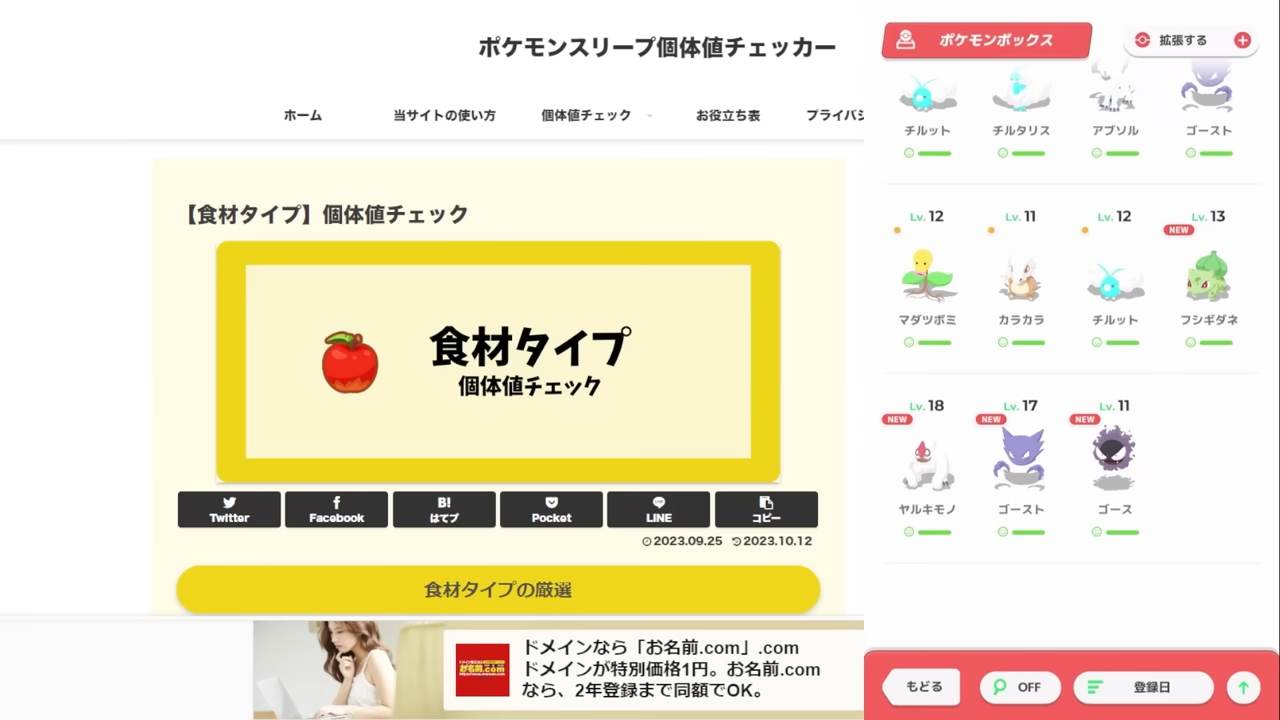 ポケモンスリープ個体値チェッカー
ホーム
当サイトの使い方
個体値チェック
お役立ち表
プライバシ
【食材タイプ】個体値チェック
食材タイプ
個体値チェック
Twitter
Facebook
B!
はてブ
Pocket
LINE
コピー
2023.09.25
2023.10.12
食材タイプの厳選
お名前.com
ドメインなら「お名前.com」.com
ドメインが特別価格1円。お名前.com
なら、2年登録まで同額でOK。
ポケモンボックス
拡張する
チルット
チルタリス
アブソル
ゴースト
Lv.12
Lv.11
Lv.12
Lv.13
NEW
マダツボミ
カラカラ
チルット
フシギダネ
Lv.18
Lv.17
Lv.11
NEW
NEW
NEW
ヤルキモノ
ゴースト
ゴース
もどる
OFF
登録日